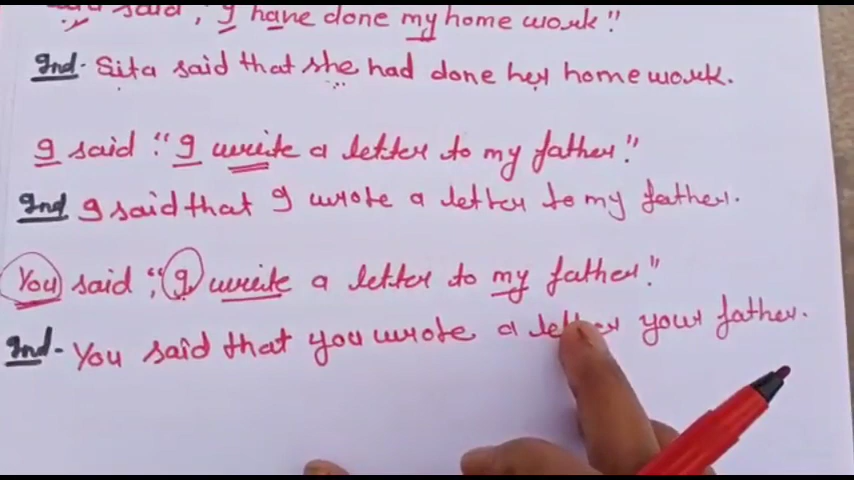 said, "I have done my home work"
Ind. Sita said that she had done her home work.
I said "I write a letter to my father."
Ind I said that I wrote a letter to my father.
You said "I write a letter to my father."
Ind. You said that you wrote a letter your father.